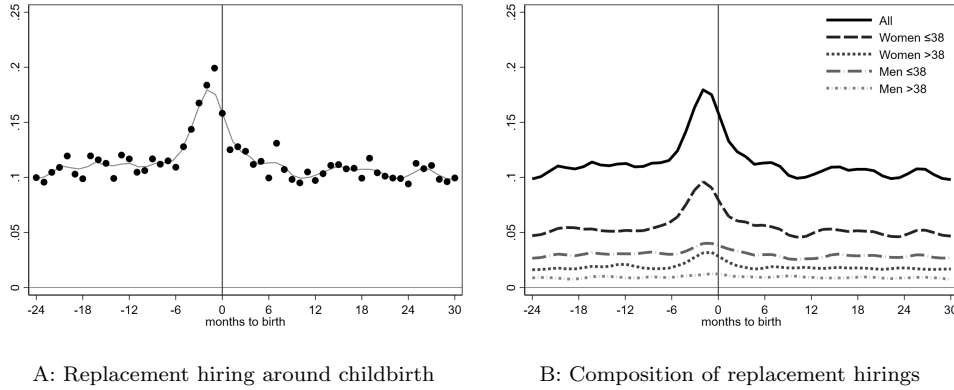 .25
.2
.15
.1
.05
0
-24 -18 -12 -6 0 6 12 18 24 30
months to birth
A: Replacement hiring around childbirth
.25
.2
.15
.1
.05
0
All
Women ≤38
Women >38
Men ≤38
Men >38
-24 -18 -12 -6 0 6 12 18 24 30
months to birth
B: Composition of replacement hirings